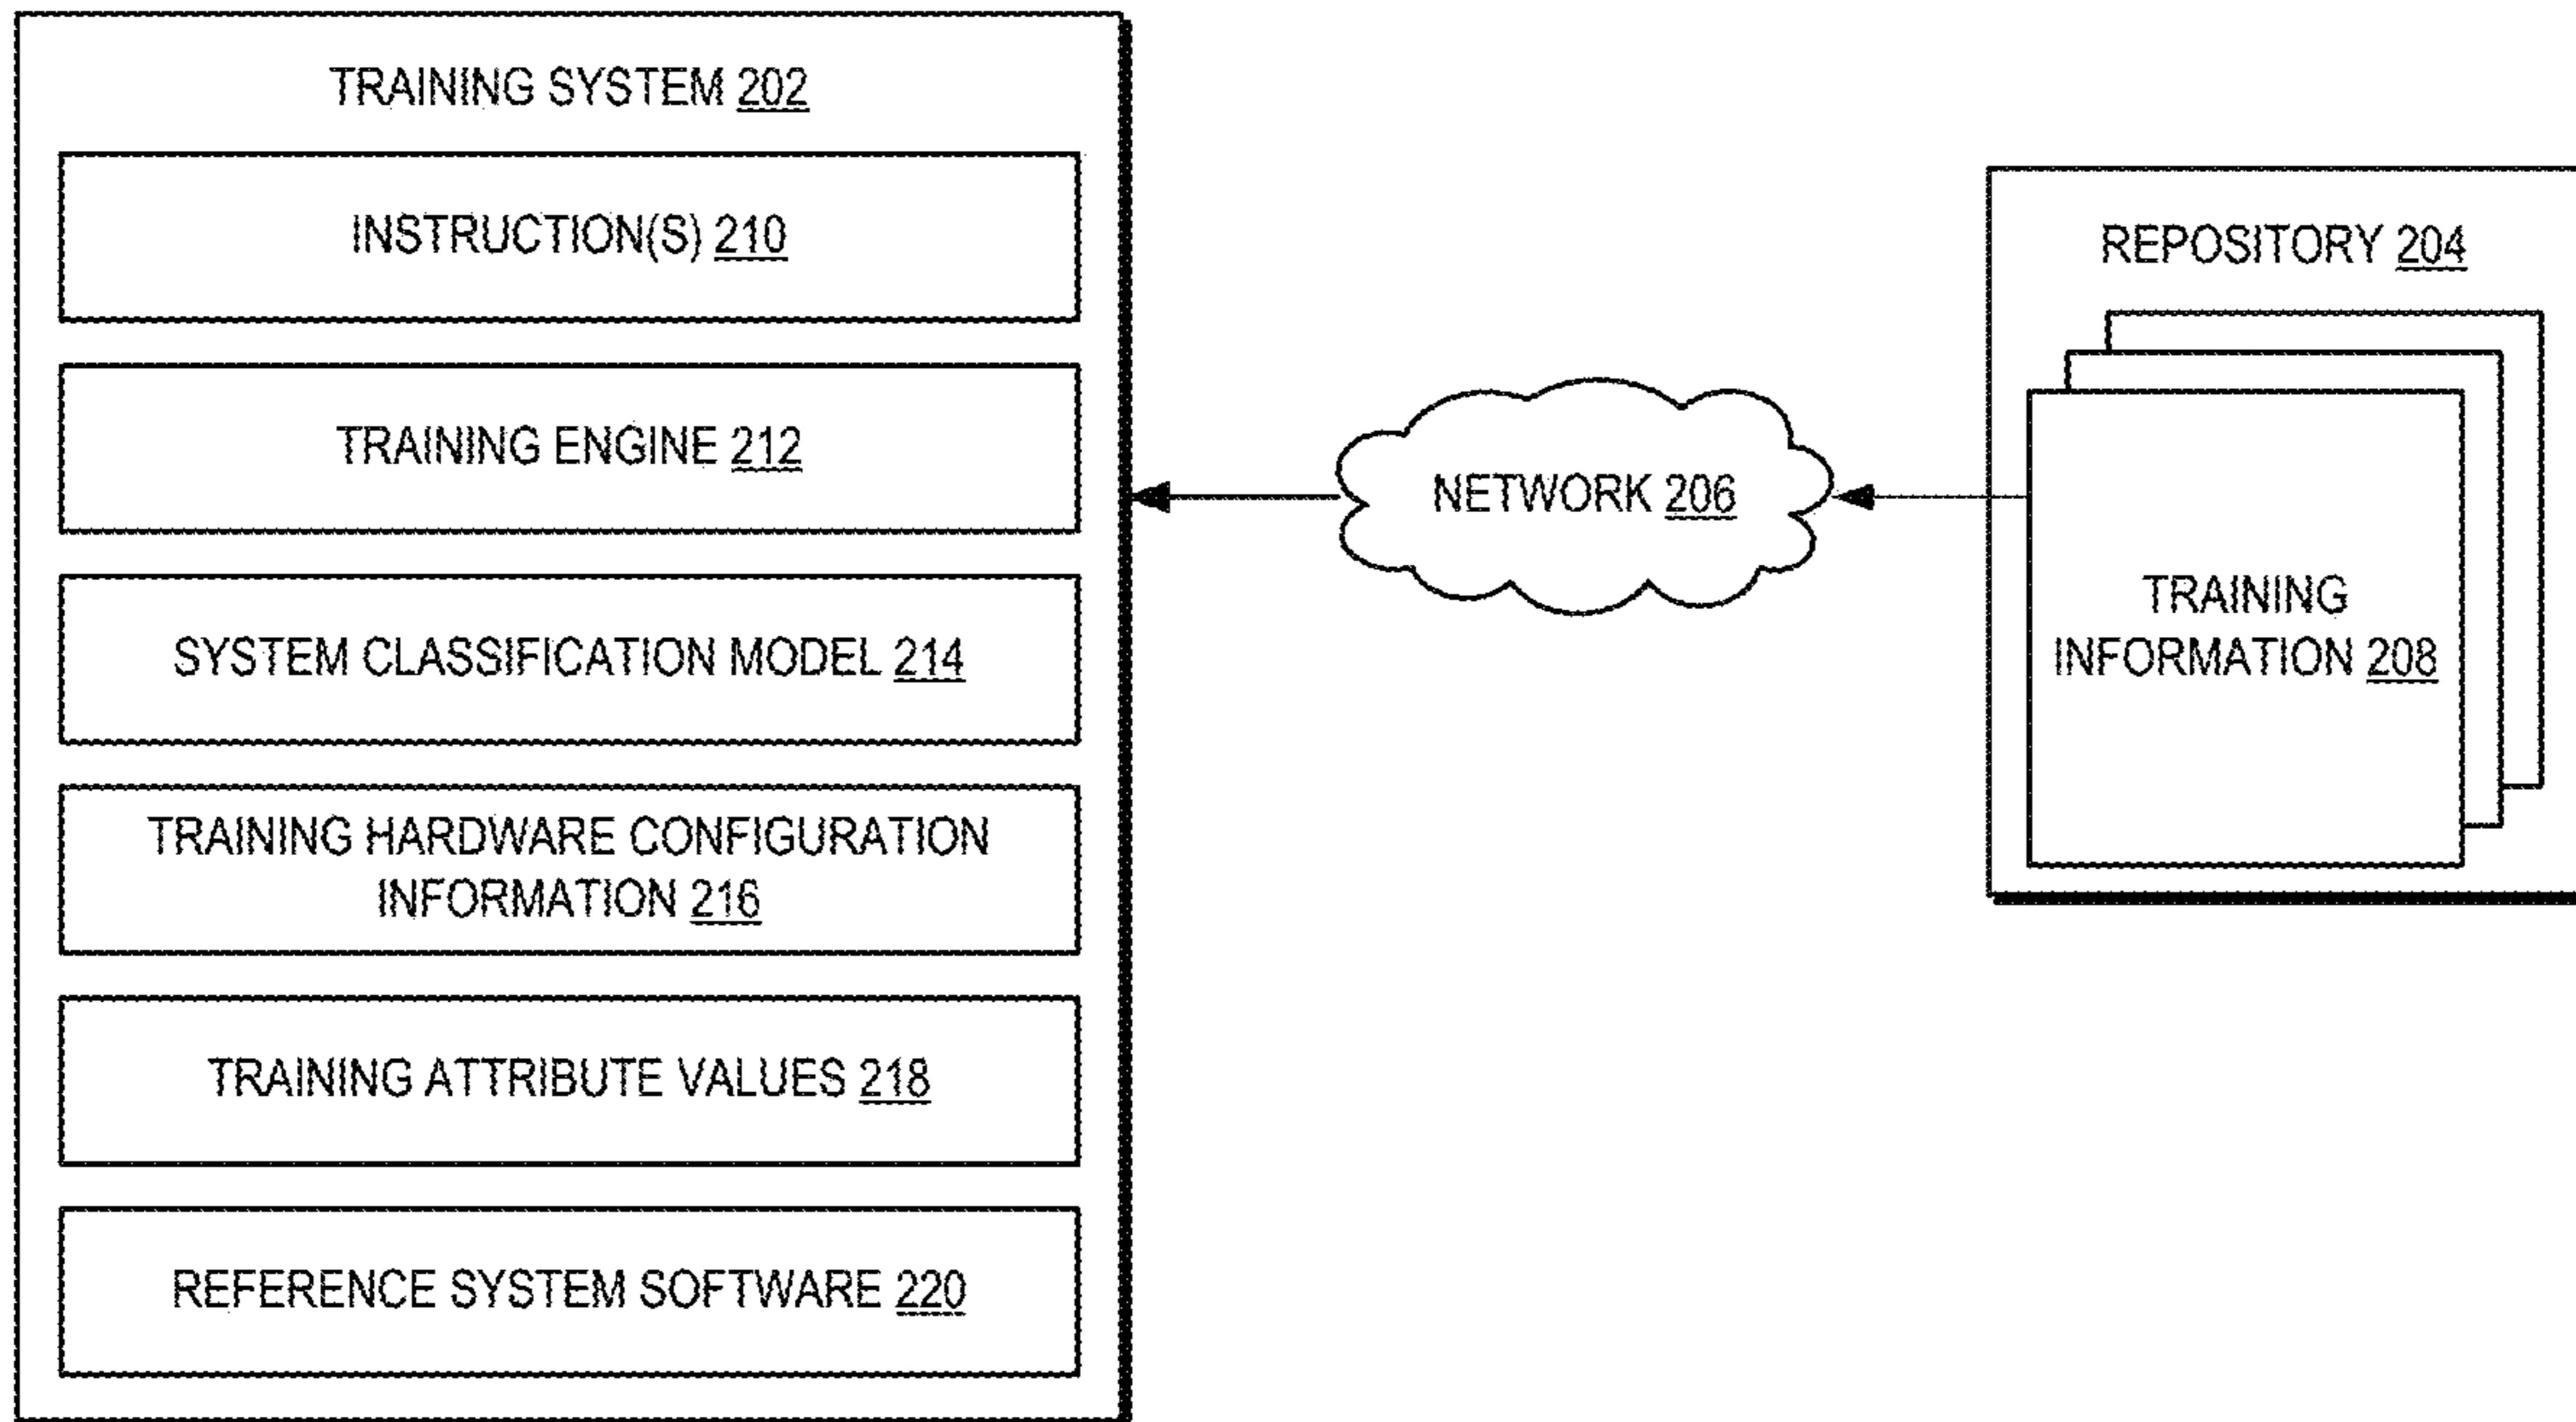 TRAINING SYSTEM 202
INSTRUCTION(S) 210
TRAINING ENGINE 212
SYSTEM CLASSIFICATION MODEL 214
TRAINING HARDWARE CONFIGURATION
INFORMATION 216
TRAINING ATTRIBUTE VALUES 218
REFERENCE SYSTEM SOFTWARE 220
NETWORK 206
REPOSITORY 204
TRAINING
INFORMATION 208